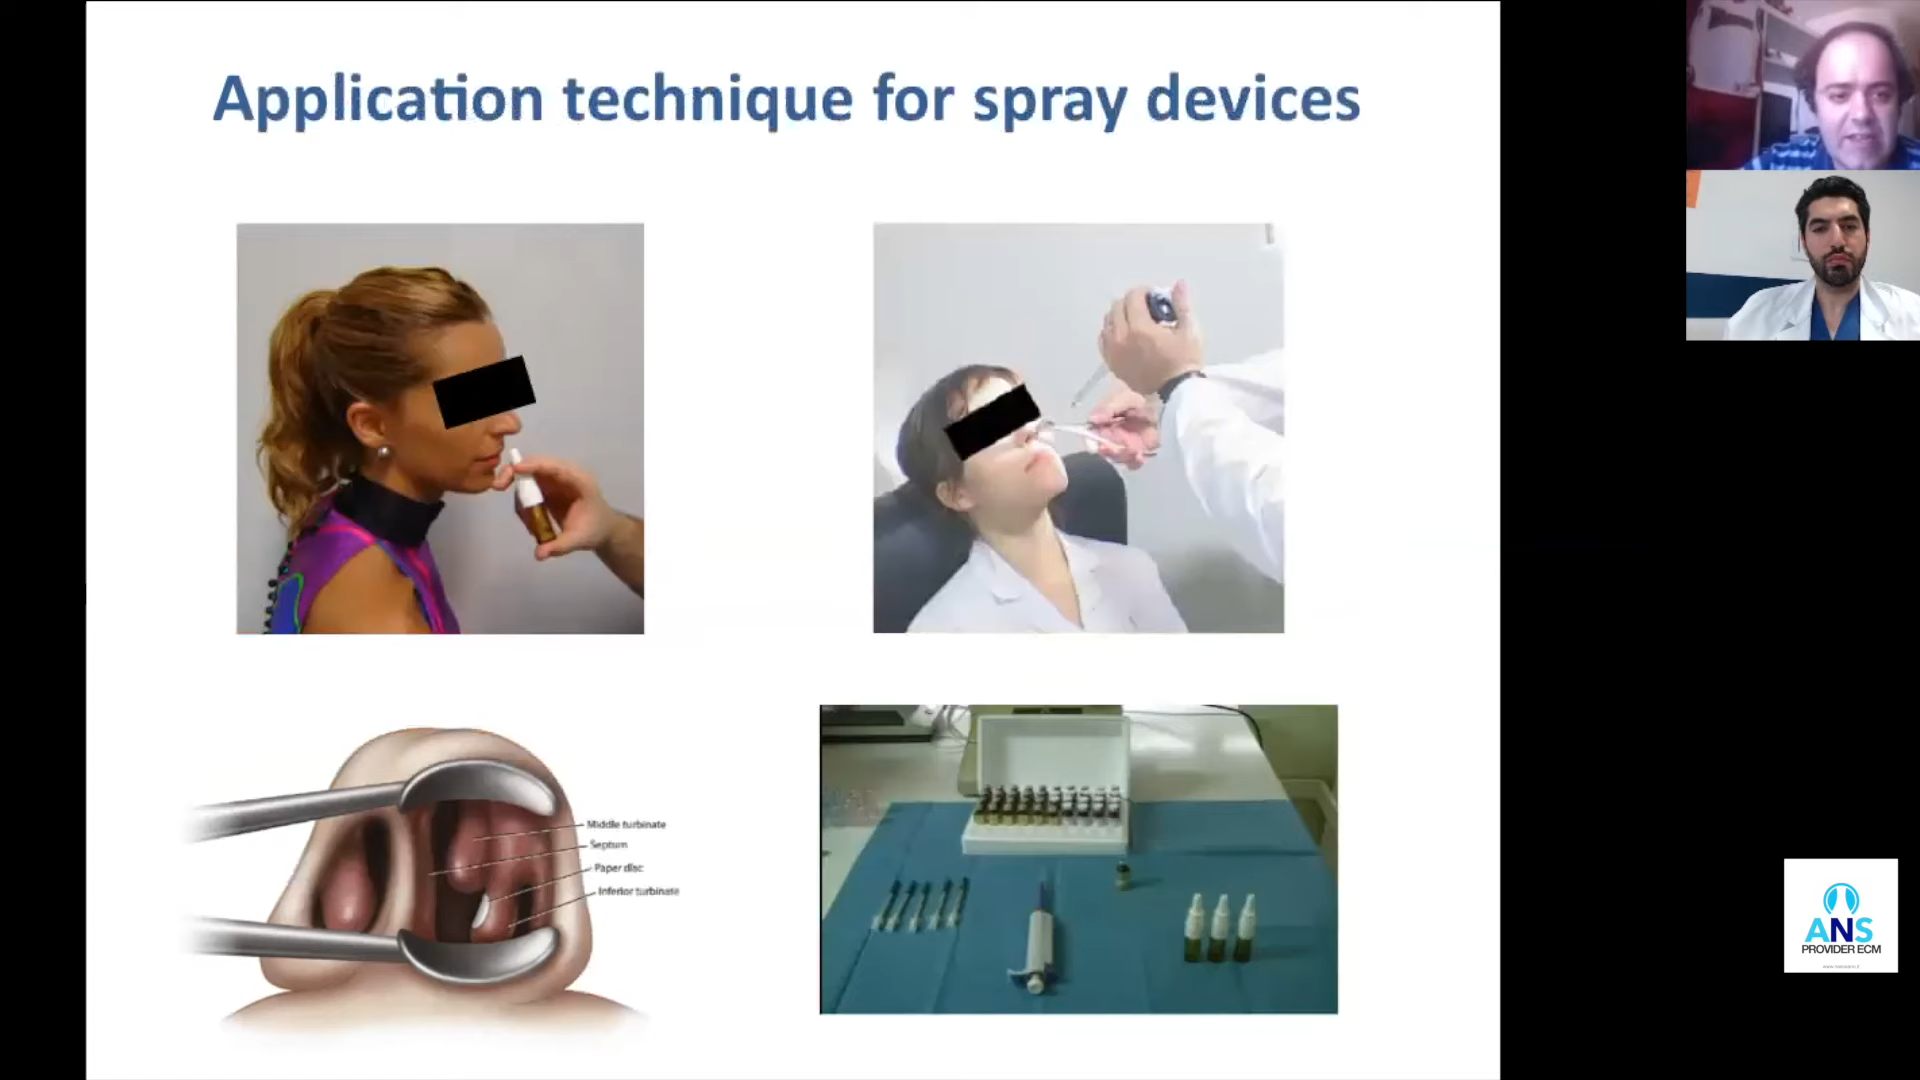 Application technique for spray devices
Middle turbinate
Septum
Paper disc
Inferior turbinate
ANS
PROVIDER ECM